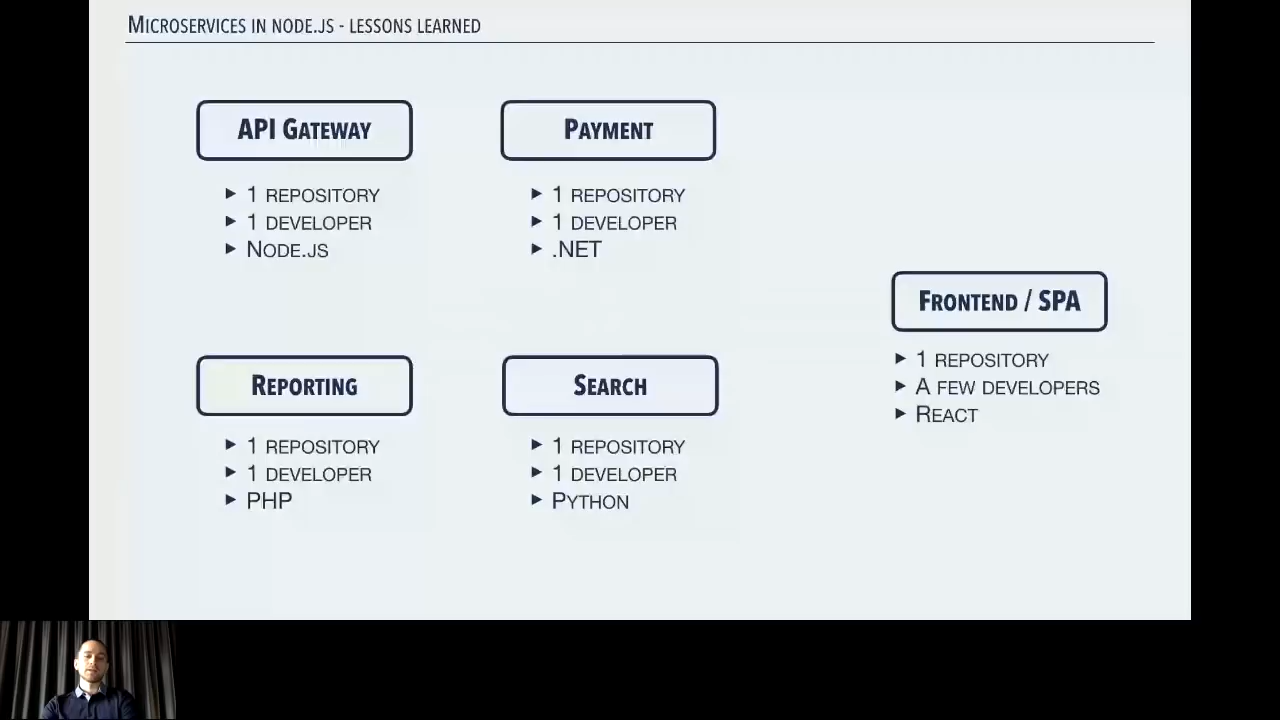 MICROSERVICES IN NODE.JS - LESSONS LEARNED
API GATEWAY
► 1 REPOSITORY
► 1 DEVELOPER
► NODE.JS
PAYMENT
► 1 REPOSITORY
► 1 DEVELOPER
► .NET
REPORTING
► 1 REPOSITORY
► 1 DEVELOPER
► PHP
SEARCH
► 1 REPOSITORY
► 1 DEVELOPER
► PYTHON
FRONTEND / SPA
► 1 REPOSITORY
► A FEW DEVELOPERS
► REACT